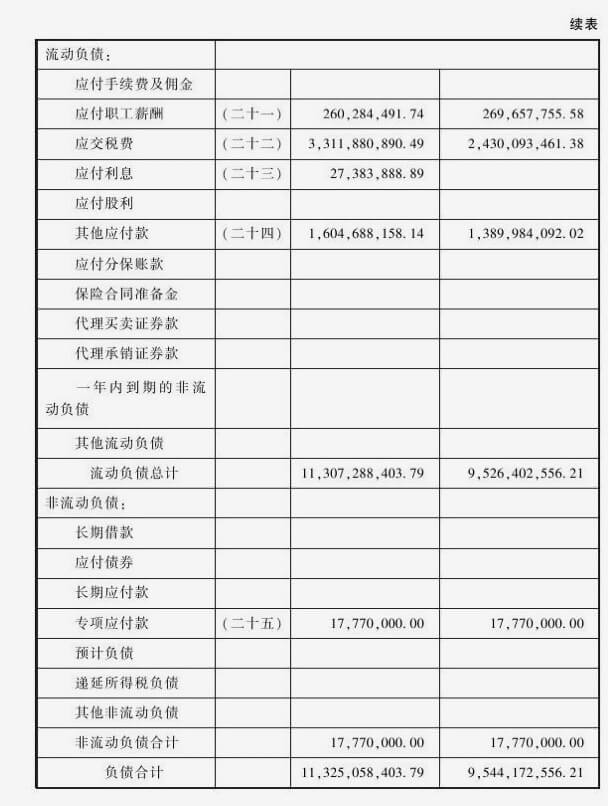 续表
流动负债：
应付手续费及佣金
应付职工薪酬 (二十一) 260,284,491.74 269,657,755.58
应交税费 (二十二) 3,311,880,890.49 2,430,093,461.38
应付利息 (二十三) 27,383,888.89
应付股利
其他应付款 (二十四) 1,604,688,158.14 1,389,984,092.02
应付分保账款
保险合同准备金
代理买卖证券款
代理承销证券款
一年内到期的非流
动负债
其他流动负债
流动负债总计 11,307,288,403.79 9,526,402,556.21
非流动负债：
长期借款
应付债券
长期应付款
专项应付款 (二十五) 17,770,000.00 17,770,000.00
预计负债
递延所得税负债
其他非流动负债
非流动负债合计 17,770,000.00 17,770,000.00
负债合计 11,325,058,403.79 9,544,172,556.21